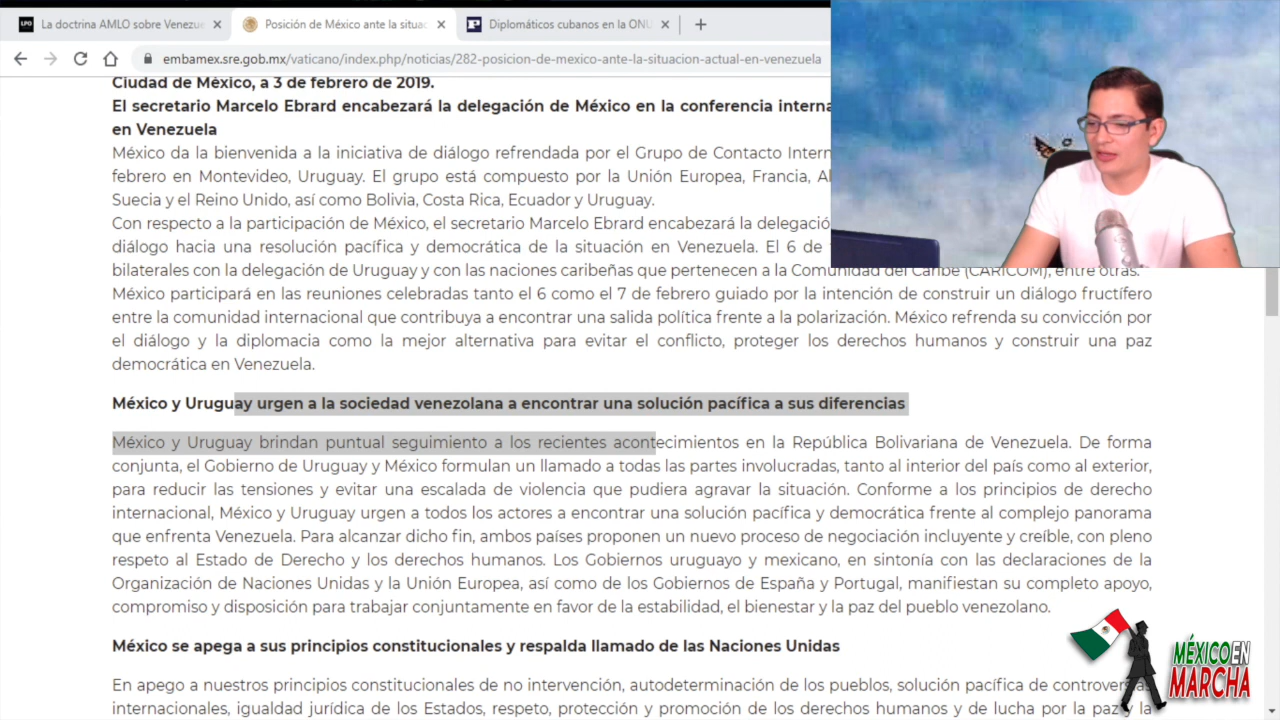 LPO La doctrina AMLO sobre Venezue
Posición de México ante la situac
P Diplomáticos cubanos en la ONU
embamex.sre.gob.mx/vaticano/index.php/noticias/282-posicion-de-mexico-ante-la-situacion-actual-en-venezuela
Ciudad de México, a 3 de febrero de 2019.
El secretario Marcelo Ebrard encabezará la delegación de México en la conferencia interna
en Venezuela
México da la bienvenida a la iniciativa de diálogo refrendada por el Grupo de Contacto Intern
febrero en Montevideo, Uruguay. El grupo está compuesto por la Unión Europea, Francia, Al
Suecia y el Reino Unido, así como Bolivia, Costa Rica, Ecuador y Uruguay.
Con respecto a la participación de México, el secretario Marcelo Ebrard encabezará la delegació
diálogo hacia una resolución pacífica y democrática de la situación en Venezuela. El 6 de
bilaterales con la delegación de Uruguay y con las naciones caribeñas que pertenecen a la Comunidad del Caribe (CARICOM), entre otras.
México participará en las reuniones celebradas tanto el 6 como el 7 de febrero guiado por la intención de construir un diálogo fructífero
entre la comunidad internacional que contribuya a encontrar una salida política frente a la polarización. México refrenda su convicción por
el diálogo y la diplomacia como la mejor alternativa para evitar el conflicto, proteger los derechos humanos y construir una paz
democrática en Venezuela.
México y Uruguay urgen a la sociedad venezolana a encontrar una solución pacífica a sus diferencias
México y Uruguay brindan puntual seguimiento a los recientes acontecimientos en la República Bolivariana de Venezuela. De forma
conjunta, el Gobierno de Uruguay y México formulan un llamado a todas las partes involucradas, tanto al interior del país como al exterior,
para reducir las tensiones y evitar una escalada de violencia que pudiera agravar la situación. Conforme a los principios de derecho
internacional, México y Uruguay urgen a todos los actores a encontrar una solución pacífica y democrática frente al complejo panorama
que enfrenta Venezuela. Para alcanzar dicho fin, ambos países proponen un nuevo proceso de negociación incluyente y creíble, con pleno
respeto al Estado de Derecho y los derechos humanos. Los Gobiernos uruguayo y mexicano, en sintonía con las declaraciones de la
Organización de Naciones Unidas y la Unión Europea, así como de los Gobiernos de España y Portugal, manifiestan su completo apoyo,
compromiso y disposición para trabajar conjuntamente en favor de la estabilidad, el bienestar y la paz del pueblo venezolano.
México se apega a sus principios constitucionales y respalda llamado de las Naciones Unidas
En apego a nuestros principios constitucionales de no intervención, autodeterminación de los pueblos, solución pacífica de controversias
internacionales, igualdad jurídica de los Estados, respeto, protección y promoción de los derechos humanos y de lucha por la paz y la
MÉXICO EN
MARCHA